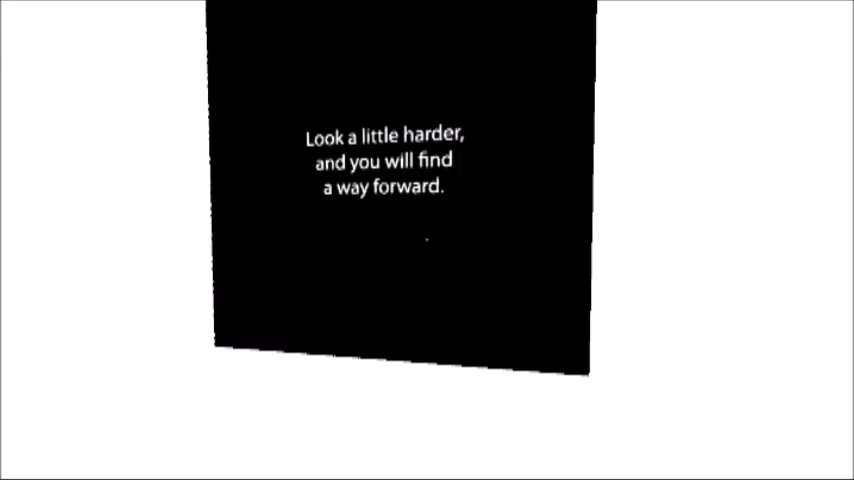 Look a little harder,
and you will find
a way forward.